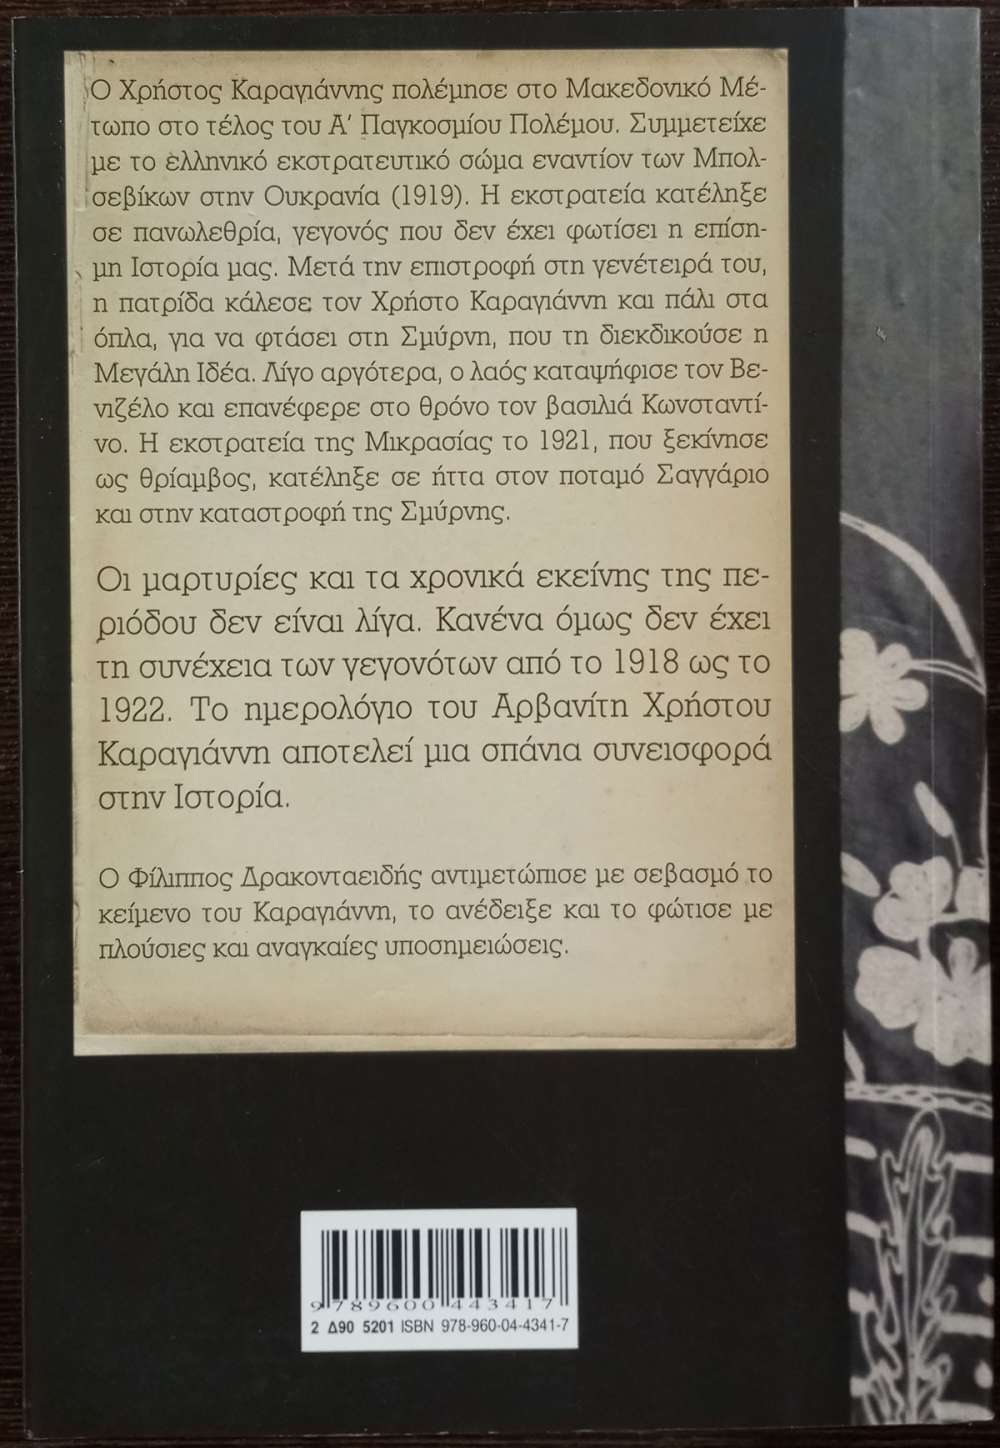 Ο Χρήστος Καραγιάννης πολέμησε στο Μακεδονικό Μέ-
τωπο στο τέλος του Α' Παγκοσμίου Πολέμου. Συμμετείχε
με το ελληνικό εκστρατευτικό σώμα εναντίον των Μπολ-
σεβίκων στην Ουκρανία (1919). Η εκστρατεία κατέληξε
σε πανωλεθρία, γεγονός που δεν έχει φωτίσει η επίση-
μη Ιστορία μας. Μετά την επιστροφή στη γενέτειρά του,
η πατρίδα κάλεσε τον Χρήστο Καραγιάννη και πάλι στα
όπλα, για να φτάσει στη Σμύρνη, που τη διεκδικούσε η
Μεγάλη Ιδέα. Λίγο αργότερα, ο λαός καταψήφισε τον Βε-
νιζέλο και επανέφερε στο θρόνο τον βασιλιά Κωνσταντί-
νο. Η εκστρατεία της Μικρασίας το 1921, που ξεκίνησε
ως θρίαμβος, κατέληξε σε ήττα στον ποταμό Σαγγάριο
και στην καταστροφή της Σμύρνης.
Οι μαρτυρίες και τα χρονικά εκείνης της πε-
ριόδου δεν είναι λίγα. Κανένα όμως δεν έχει
τη συνέχεια των γεγονότων από το 1918 ως το
1922. Το ημερολόγιο του Αρβανίτη Χρήστου
Καραγιάννη αποτελεί μια σπάνια συνεισφορά
στην Ιστορία.
Ο Φίλιππος Δρακονταειδής αντιμετώπισε με σεβασμό το
κείμενο του Καραγιάννη, το ανέδειξε και το φώτισε με
πλούσιες και αναγκαίες υποσημειώσεις.
9 789600 443417
2 Δ90 5201 ISBN 978-960-04-4341-7